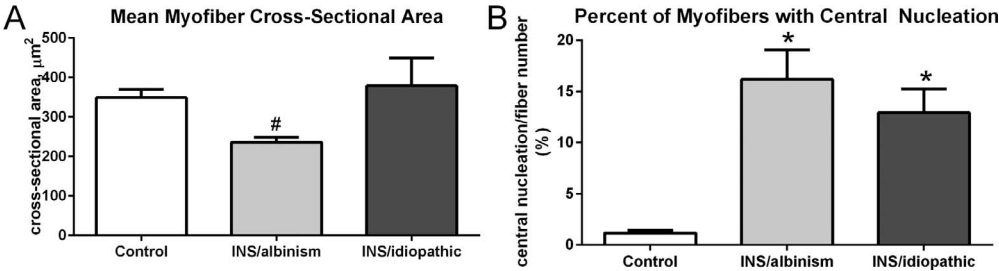 A
Mean Myofiber Cross-Sectional Area
cross-sectional area, μm2
500
400
300
200
100
0
#
Control
INS/albinism
INS/idiopathic
B
Percent of Myofibers with Central Nucleation
central nucleation/fiber number
(%)
20
15
10
5
0
*
*
Control
INS/albinism
INS/idiopathic